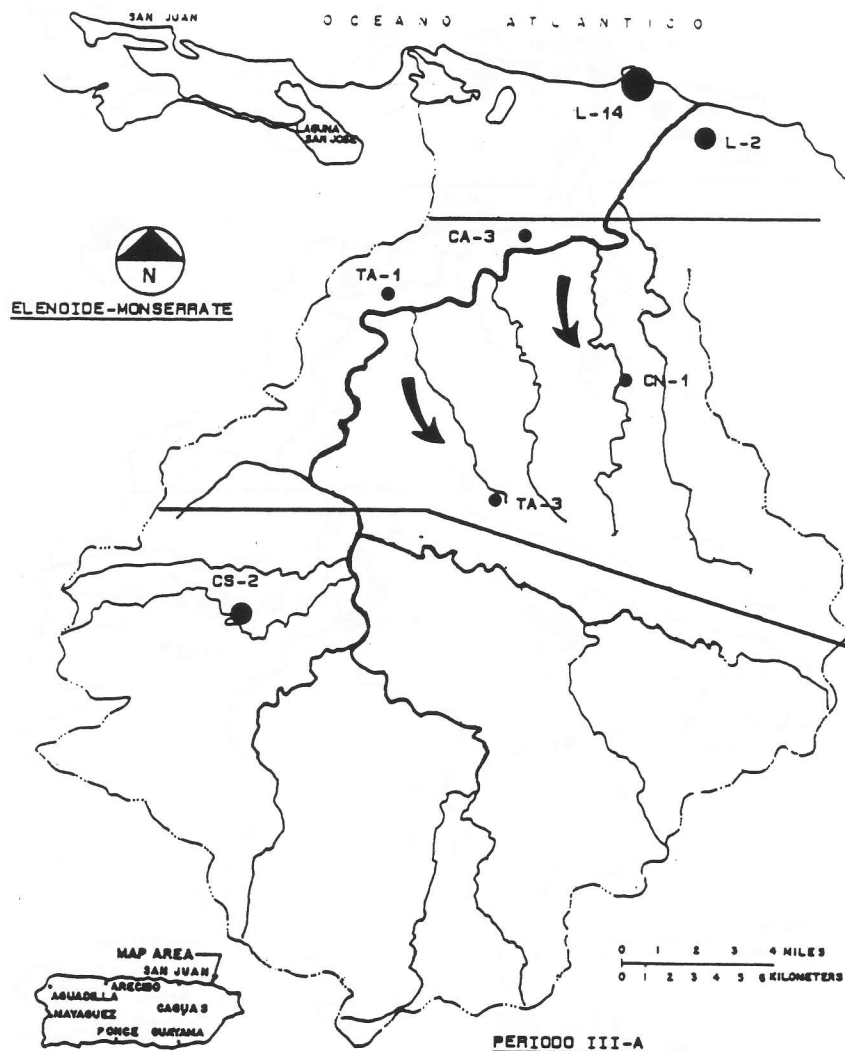 SAN JUAN
OCEANO ATLANTICO
L-14
LAGUNA
SAN JOSE
L-2
CA-3
N
TA-1
ELENOIDE-MONSERRATE
CN-1
TA-3
CS-2
0 1 2 3 4 MILES
0 1 2 3 4 5 6 KILOMETERS
MAP AREA
SAN JUAN
ARECIBO
AGUADILLA
CAGUAS
MAYAGUEZ
PONCE GUAYAMA
PERIODO III-A